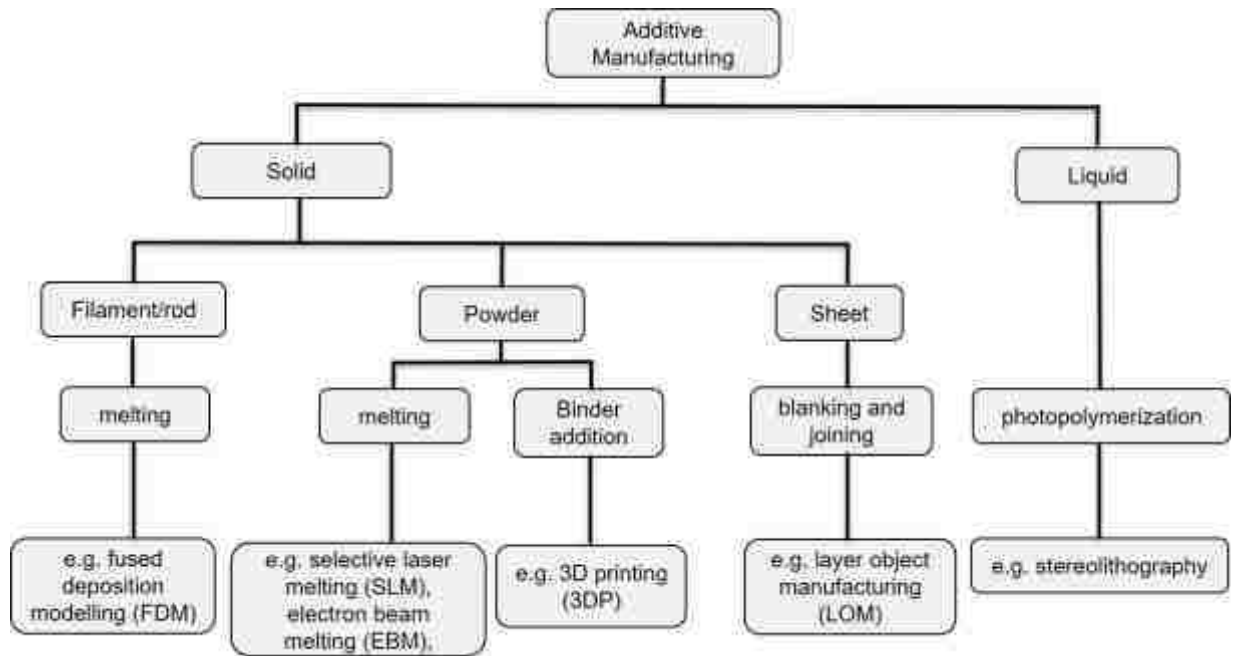 Additive
Manufacturing
Solid
Liquid
Filament/rod
Powder
Sheet
melting
melting
Binder
addition
blanking and
joining
photopolymerization
e.g. fused
deposition
modelling (FDM)
e.g. selective laser
melting (SLM),
electron beam
melting (EBM),
e.g. 3D printing
(3DP)
e.g. layer object
manufacturing
(LOM)
e.g. stereolithography